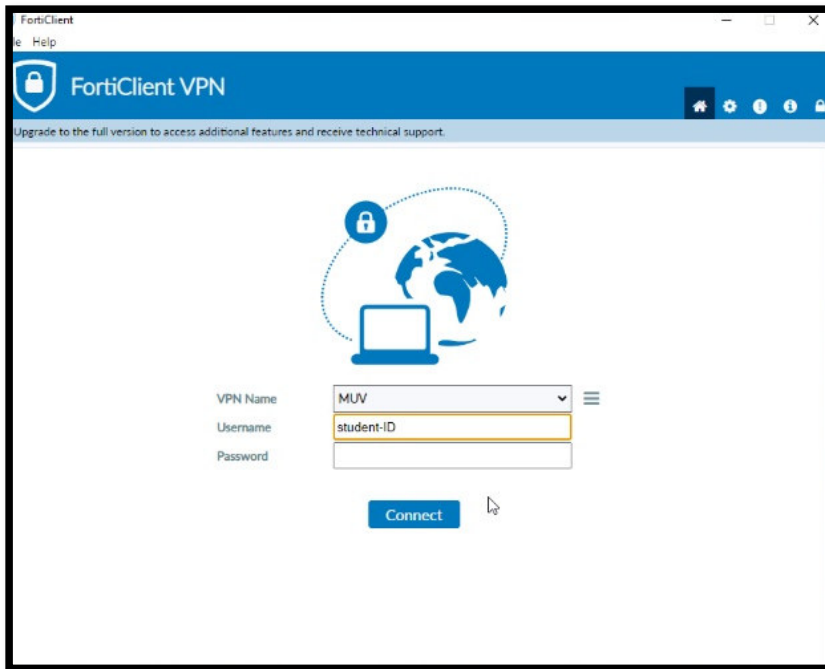 FortiClient
le Help
FortiClient VPN
Upgrade to the full version to access additional features and receive technical support.
VPN Name MUV
Username student-ID
Password
Connect